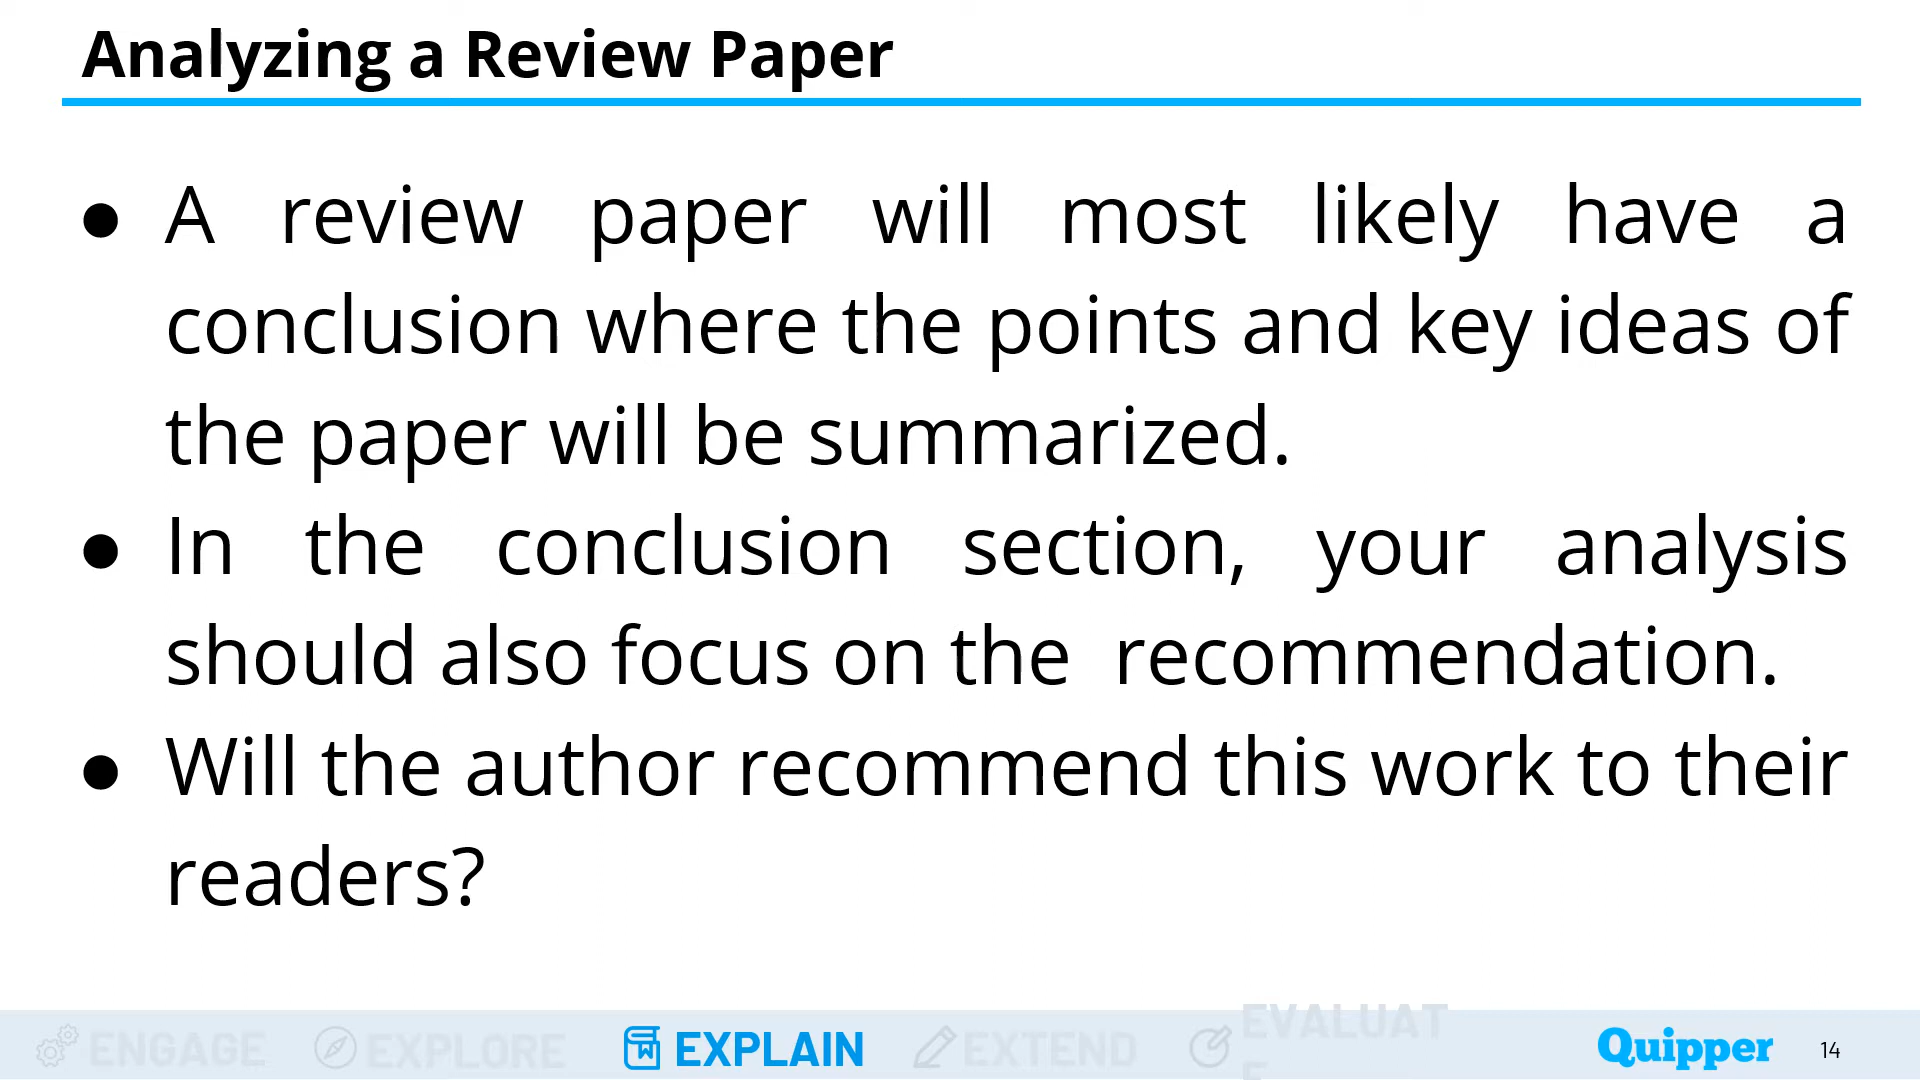 Analyzing a Review Paper
● A review paper will most likely have a
conclusion where the points and key ideas of
the paper will be summarized.
● In the conclusion section, your analysis
should also focus on the recommendation.
● Will the author recommend this work to their
readers?
ENGAGE EXPLORE EXPLAIN EXTEND EVALUAT
E
Quipper 14